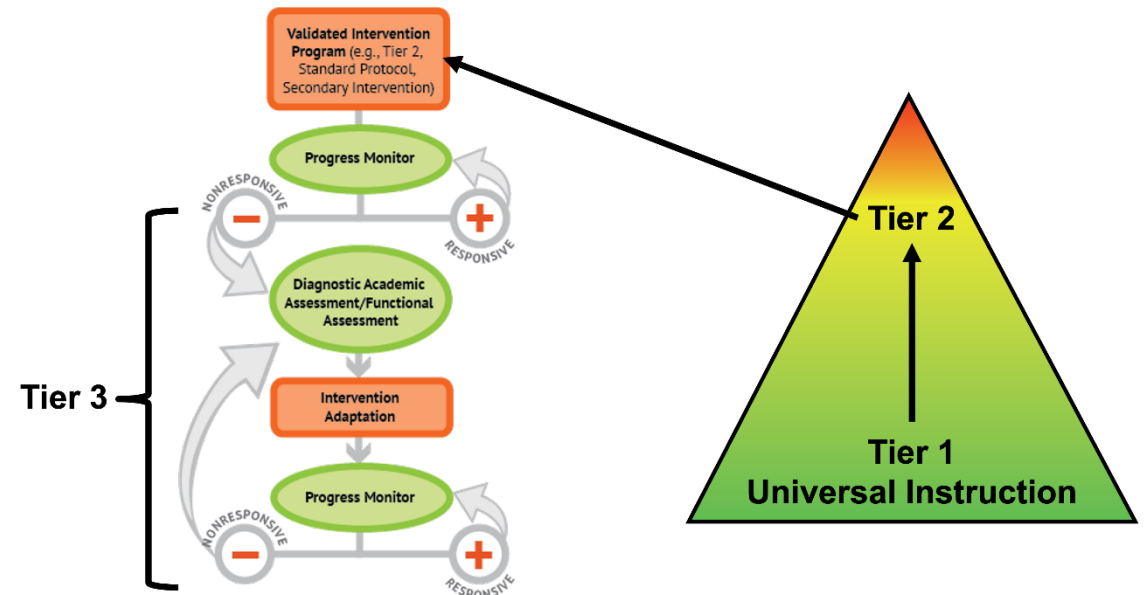 Validated Intervention
Program (e.g., Tier 2,
Standard Protocol,
Secondary Intervention)
Progress Monitor
NONRESPONSIVE
−
+
RESPONSIVE
Diagnostic Academic
Assessment/Functional
Assessment
Tier 3
Intervention
Adaptation
Progress Monitor
NONRESPONSIVE
−
+
RESPONSIVE
Tier 2
Tier 1
Universal Instruction